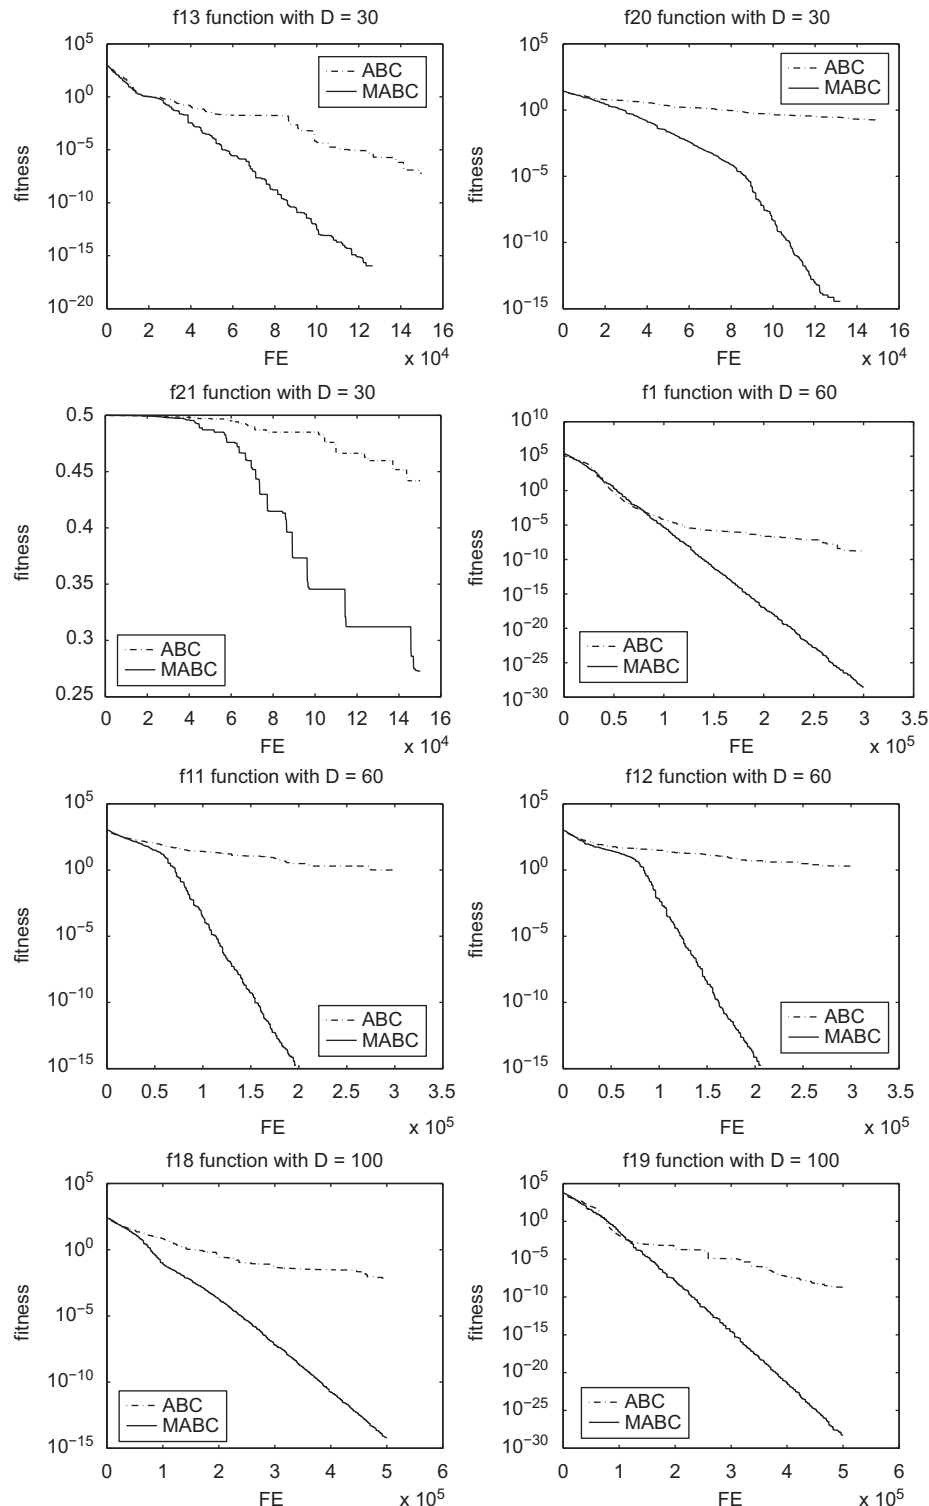 f13 function with D = 30
10^5
10^0
10^−5
10^−10
10^−15
10^−20
fitness
ABC
MABC
0 2 4 6 8 10 12 14 16
FE
x 10^4
f20 function with D = 30
10^5
10^0
10^−5
10^−10
10^−15
fitness
ABC
MABC
0 2 4 6 8 10 12 14 16
FE
x 10^4
f21 function with D = 30
0.5
0.45
0.4
0.35
0.3
0.25
fitness
ABC
MABC
0 2 4 6 8 10 12 14 16
FE
x 10^4
f1 function with D = 60
10^10
10^5
10^0
10^−5
10^−10
10^−15
10^−20
10^−25
10^−30
fitness
ABC
MABC
0 0.5 1 1.5 2 2.5 3 3.5
FE
x 10^5
f11 function with D = 60
10^5
10^0
10^−5
10^−10
10^−15
fitness
ABC
MABC
0 0.5 1 1.5 2 2.5 3 3.5
FE
x 10^5
f12 function with D = 60
10^5
10^0
10^−5
10^−10
10^−15
fitness
ABC
MABC
0 0.5 1 1.5 2 2.5 3 3.5
FE
x 10^5
f18 function with D = 100
10^5
10^0
10^−5
10^−10
10^−15
fitness
ABC
MABC
0 1 2 3 4 5 6
FE
x 10^5
f19 function with D = 100
10^5
10^0
10^−5
10^−10
10^−15
10^−20
10^−25
10^−30
fitness
ABC
MABC
0 1 2 3 4 5 6
FE
x 10^5